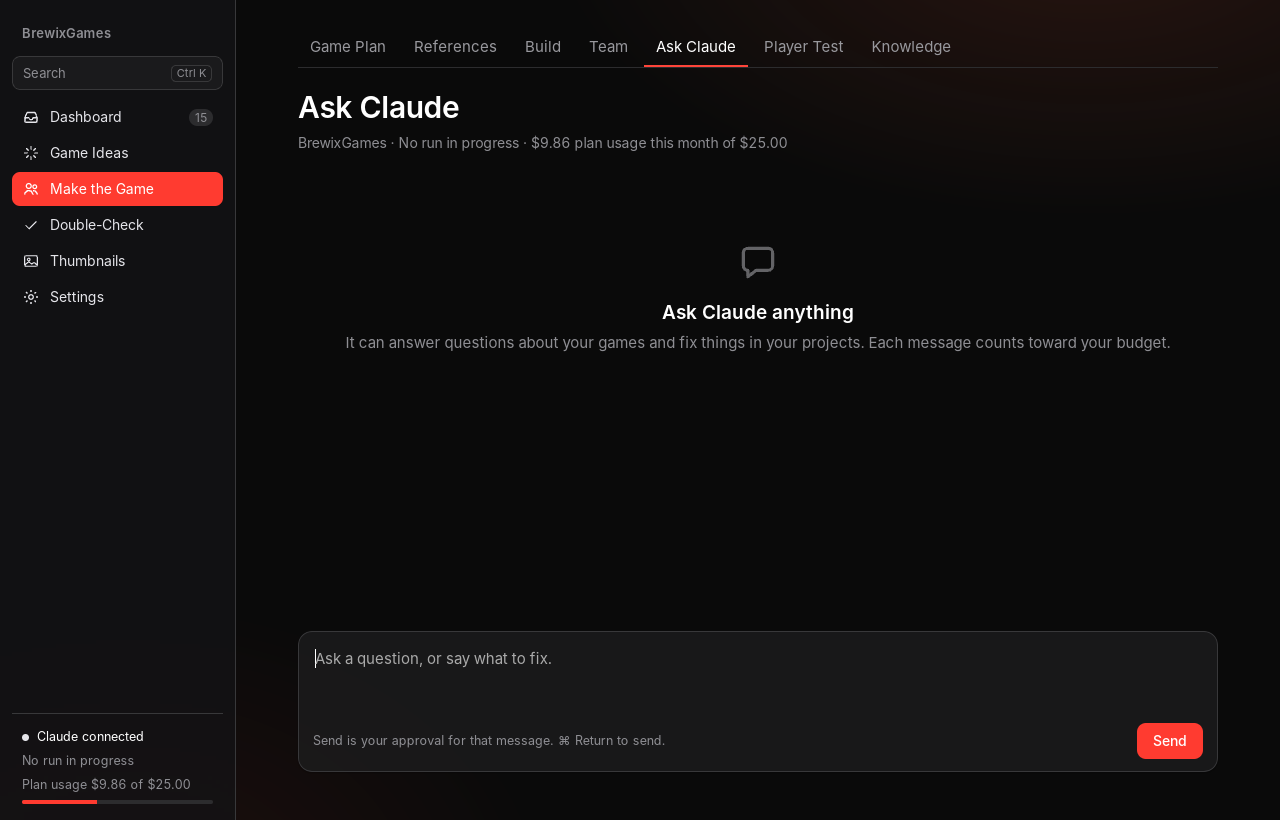 BrewixGames
Search
Ctrl K
Dashboard
15
Game Ideas
Make the Game
Double-Check
Thumbnails
Settings
Claude connected
No run in progress
Plan usage $9.86 of $25.00
Game Plan
References
Build
Team
Ask Claude
Player Test
Knowledge
Ask Claude
BrewixGames · No run in progress · $9.86 plan usage this month of $25.00
Ask Claude anything
It can answer questions about your games and fix things in your projects. Each message counts toward your budget.
Ask a question, or say what to fix.
Send is your approval for that message. ⌘ Return to send.
Send